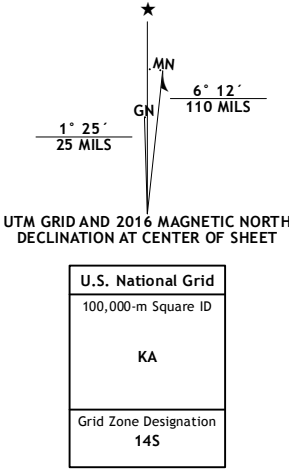 ★
MN
GN
6° 12´
110 MILS
1° 25´
25 MILS
UTM GRID AND 2016 MAGNETIC NORTH
DECLINATION AT CENTER OF SHEET
U.S. National Grid
100,000-m Square ID
KA
Grid Zone Designation
14S